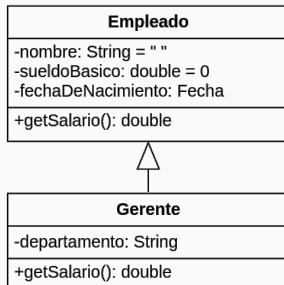 Empleado
-nombre: String = " "
-sueldoBasico: double = 0
-fechaDeNacimiento: Fecha
+getSalario(): double
Gerente
-departamento: String
+getSalario(): double